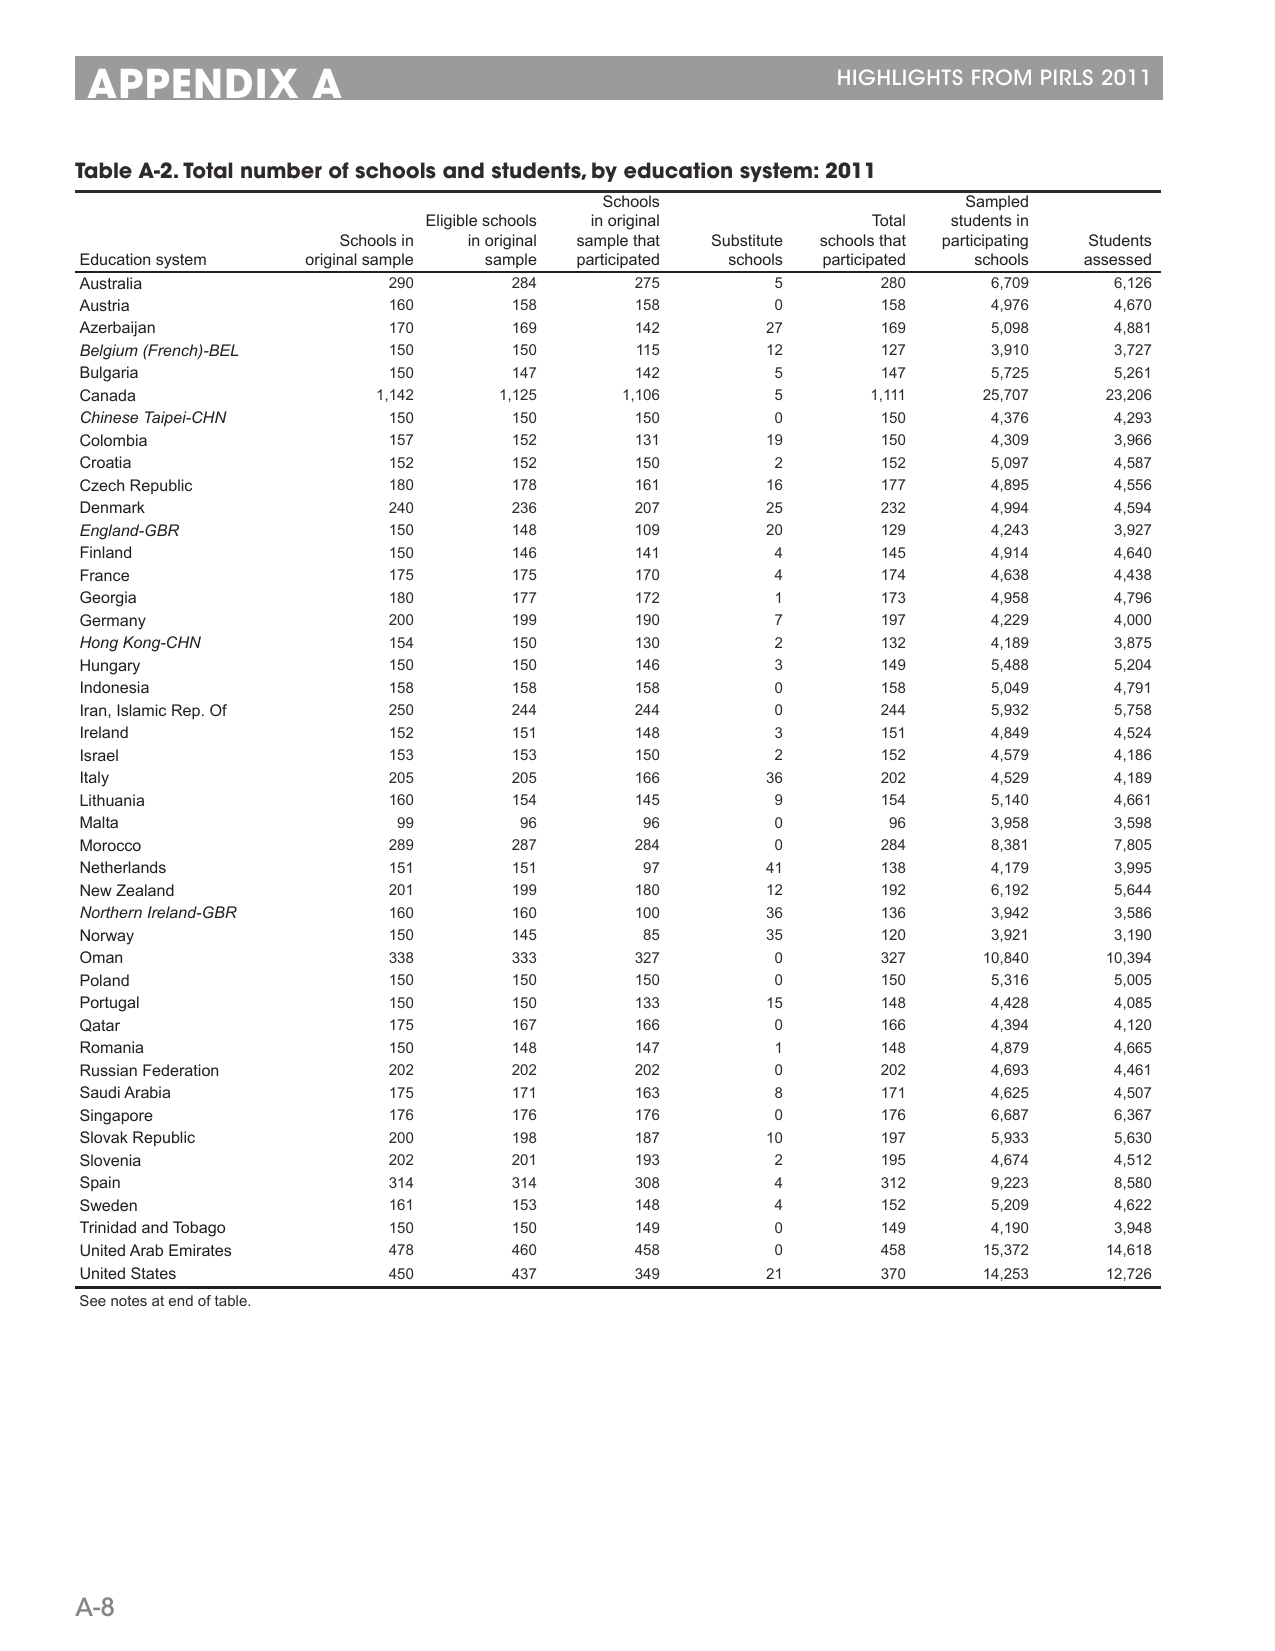 APPENDIX A
HIGHLIGHTS FROM PIRLS 2011
Table A-2. Total number of schools and students, by education system: 2011
Education system Schools in original sample Eligible schools in original sample Schools in original sample that participated Substitute schools Total schools that participated Sampled students in participating schools Students assessed
Australia 290 284 275 5 280 6,709 6,126
Austria 160 158 158 0 158 4,976 4,670
Azerbaijan 170 169 142 27 169 5,098 4,881
Belgium (French)-BEL 150 150 115 12 127 3,910 3,727
Bulgaria 150 147 142 5 147 5,725 5,261
Canada 1,142 1,125 1,106 5 1,111 25,707 23,206
Chinese Taipei-CHN 150 150 150 0 150 4,376 4,293
Colombia 157 152 131 19 150 4,309 3,966
Croatia 152 152 150 2 152 5,097 4,587
Czech Republic 180 178 161 16 177 4,895 4,556
Denmark 240 236 207 25 232 4,994 4,594
England-GBR 150 148 109 20 129 4,243 3,927
Finland 150 146 141 4 145 4,914 4,640
France 175 175 170 4 174 4,638 4,438
Georgia 180 177 172 1 173 4,958 4,796
Germany 200 199 190 7 197 4,229 4,000
Hong Kong-CHN 154 150 130 2 132 4,189 3,875
Hungary 150 150 146 3 149 5,488 5,204
Indonesia 158 158 158 0 158 5,049 4,791
Iran, Islamic Rep. Of 250 244 244 0 244 5,932 5,758
Ireland 152 151 148 3 151 4,849 4,524
Israel 153 153 150 2 152 4,579 4,186
Italy 205 205 166 36 202 4,529 4,189
Lithuania 160 154 145 9 154 5,140 4,661
Malta 99 96 96 0 96 3,958 3,598
Morocco 289 287 284 0 284 8,381 7,805
Netherlands 151 151 97 41 138 4,179 3,995
New Zealand 201 199 180 12 192 6,192 5,644
Northern Ireland-GBR 160 160 100 36 136 3,942 3,586
Norway 150 145 85 35 120 3,921 3,190
Oman 338 333 327 0 327 10,840 10,394
Poland 150 150 150 0 150 5,316 5,005
Portugal 150 150 133 15 148 4,428 4,085
Qatar 175 167 166 0 166 4,394 4,120
Romania 150 148 147 1 148 4,879 4,665
Russian Federation 202 202 202 0 202 4,693 4,461
Saudi Arabia 175 171 163 8 171 4,625 4,507
Singapore 176 176 176 0 176 6,687 6,367
Slovak Republic 200 198 187 10 197 5,933 5,630
Slovenia 202 201 193 2 195 4,674 4,512
Spain 314 314 308 4 312 9,223 8,580
Sweden 161 153 148 4 152 5,209 4,622
Trinidad and Tobago 150 150 149 0 149 4,190 3,948
United Arab Emirates 478 460 458 0 458 15,372 14,618
United States 450 437 349 21 370 14,253 12,726
See notes at end of table.
A-8